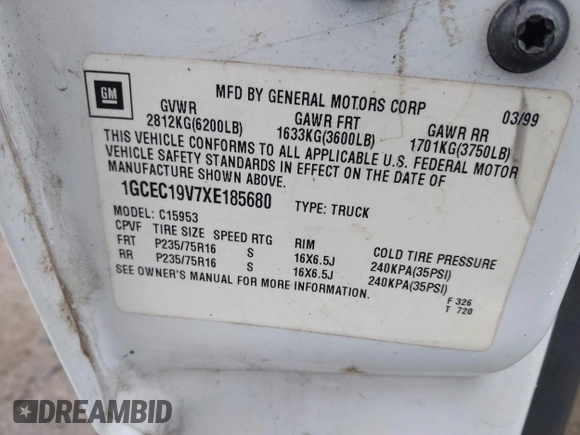 GM
MFD BY GENERAL MOTORS CORP 03/99
GVWR GAWR FRT GAWR RR
2812KG(6200LB) 1633KG(3600LB) 1701KG(3750LB)
THIS VEHICLE CONFORMS TO ALL APPLICABLE U.S. FEDERAL MOTOR
VEHICLE SAFETY STANDARDS IN EFFECT ON THE DATE OF
MANUFACTURE SHOWN ABOVE.
1GCEC19V7XE185680 TYPE: TRUCK
MODEL: C15953
CPVF TIRE SIZE SPEED RTG RIM COLD TIRE PRESSURE
FRT P235/75R16 S 16X6.5J 240KPA(35PSI)
RR P235/75R16 S 16X6.5J 240KPA(35PSI)
SEE OWNER'S MANUAL FOR MORE INFORMATION.
F 326
T 720
DREAMBID